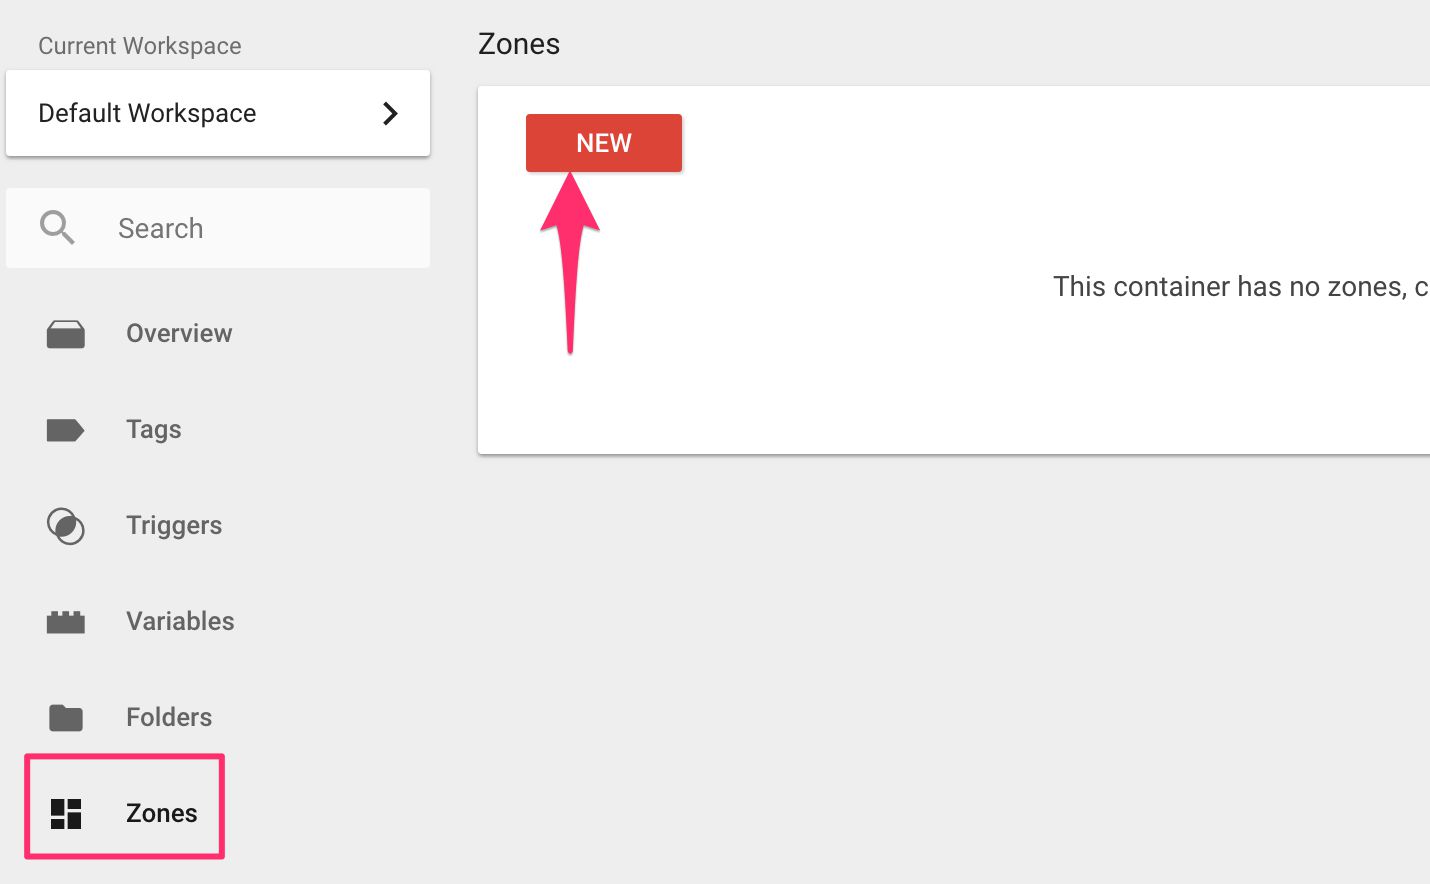 Current Workspace
Default Workspace
Search
Overview
Tags
Triggers
Variables
Folders
Zones
Zones
NEW
This container has no zones, c